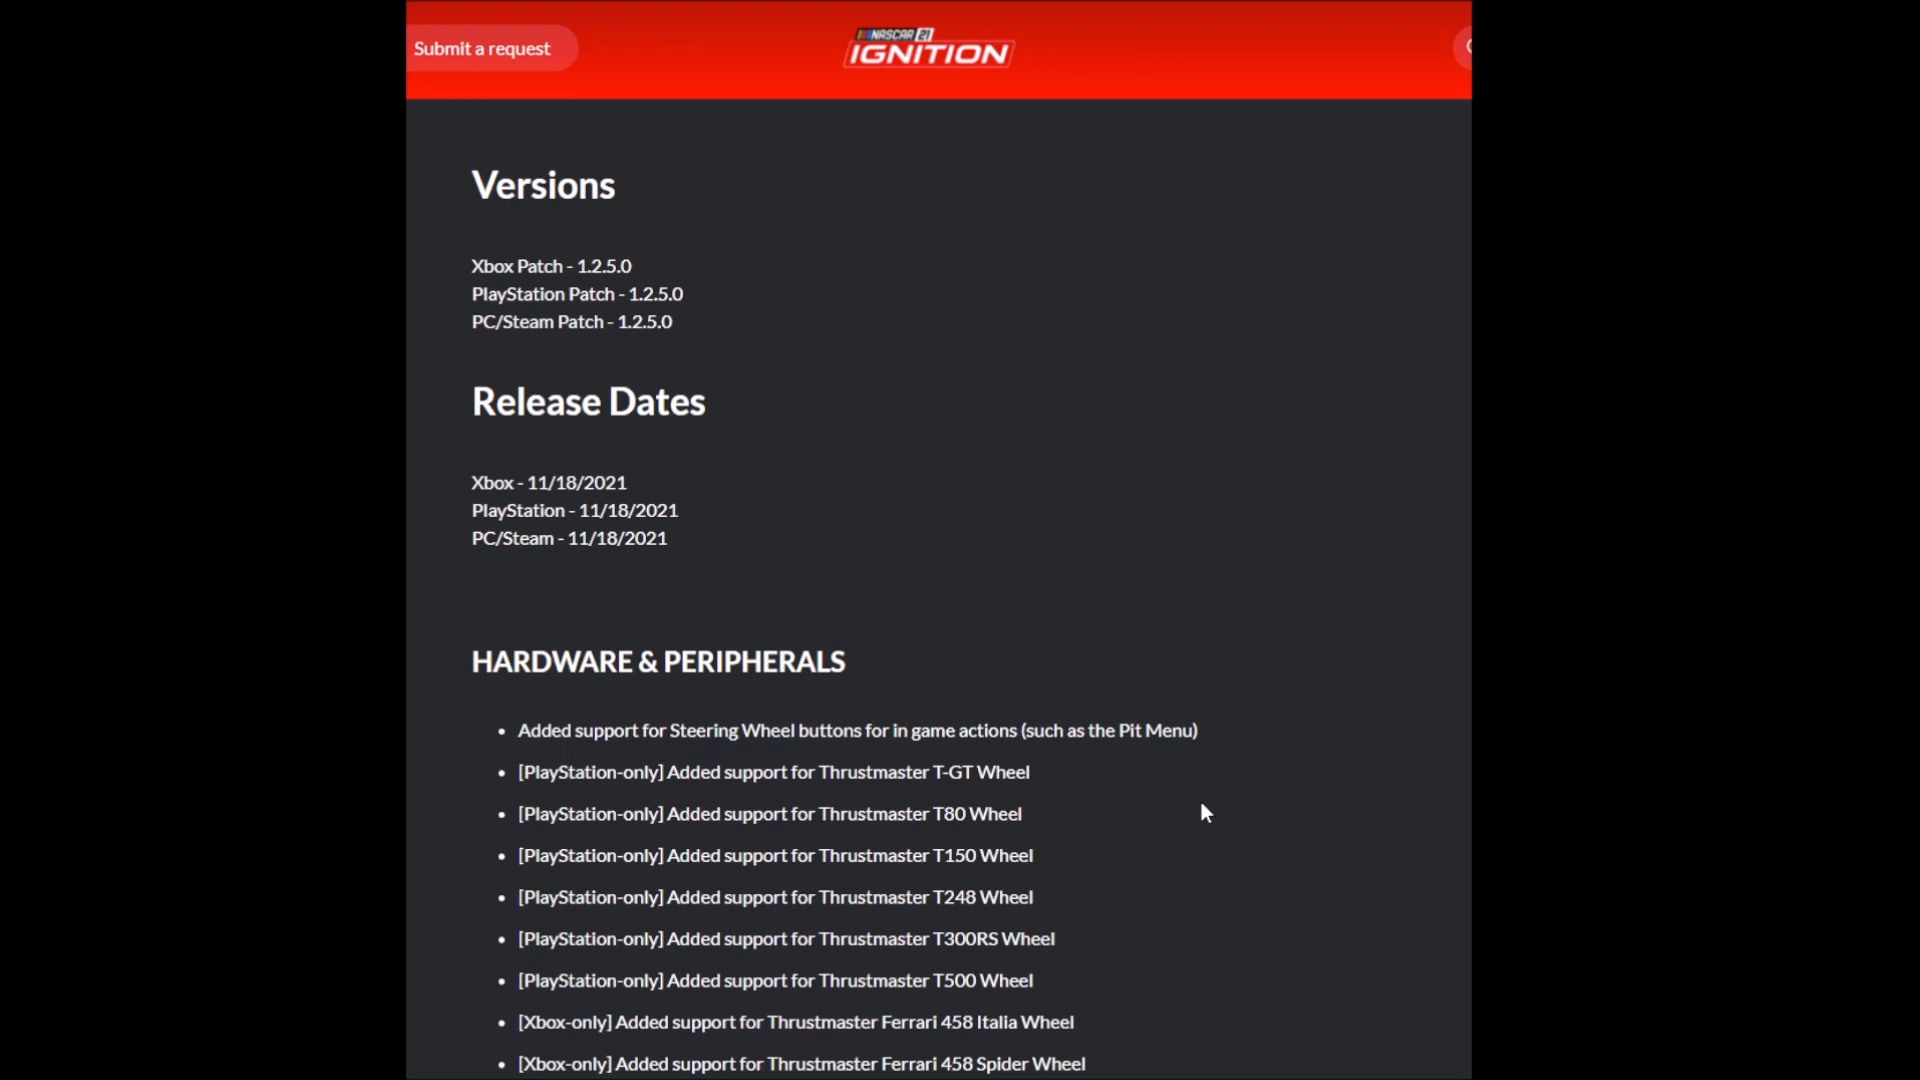 Submit a request
NASCAR 21
IGNITION
Versions
Xbox Patch - 1.2.5.0
PlayStation Patch - 1.2.5.0
PC/Steam Patch - 1.2.5.0
Release Dates
Xbox - 11/18/2021
PlayStation - 11/18/2021
PC/Steam - 11/18/2021
HARDWARE & PERIPHERALS
• Added support for Steering Wheel buttons for in game actions (such as the Pit Menu)
• [PlayStation-only] Added support for Thrustmaster T-GT Wheel
• [PlayStation-only] Added support for Thrustmaster T80 Wheel
• [PlayStation-only] Added support for Thrustmaster T150 Wheel
• [PlayStation-only] Added support for Thrustmaster T248 Wheel
• [PlayStation-only] Added support for Thrustmaster T300RS Wheel
• [PlayStation-only] Added support for Thrustmaster T500 Wheel
• [Xbox-only] Added support for Thrustmaster Ferrari 458 Italia Wheel
• [Xbox-only] Added support for Thrustmaster Ferrari 458 Spider Wheel